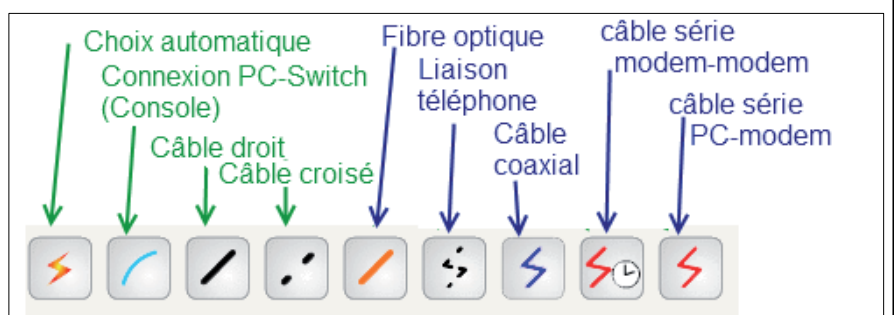 Choix automatique
Connexion PC-Switch
(Console)
Câble droit
Câble croisé
Fibre optique
Liaison
téléphone
Câble
coaxial
câble série
modem-modem
câble série
PC-modem